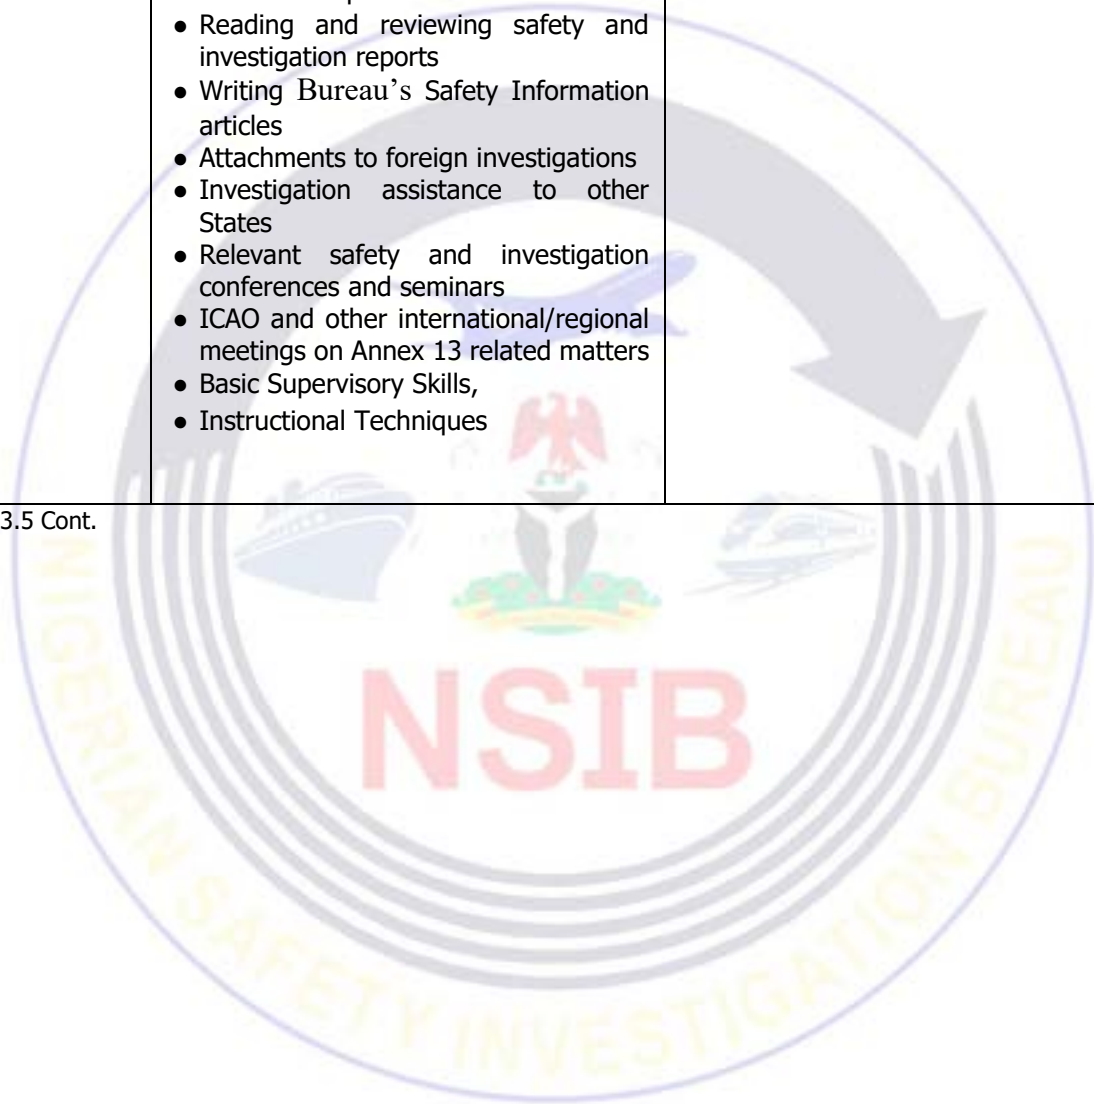 ● Reading and reviewing safety and
investigation reports
● Writing Bureau’s Safety Information
articles
● Attachments to foreign investigations
● Investigation assistance to other
States
● Relevant safety and investigation
conferences and seminars
● ICAO and other international/regional
meetings on Annex 13 related matters
● Basic Supervisory Skills,
● Instructional Techniques
3.5 Cont.
NSIB
NIGERIAN SAFETY INVESTIGATION BUREAU